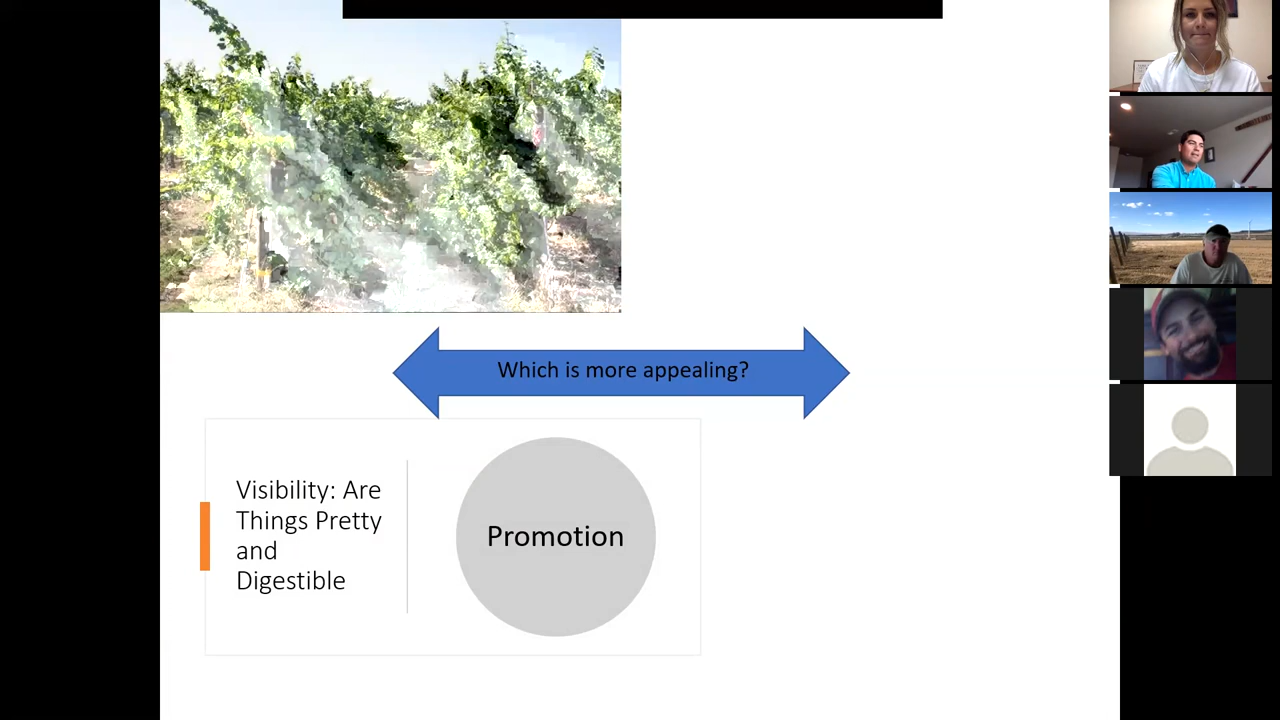 Which is more appealing?
Visibility: Are
Things Pretty
and
Digestible
Promotion